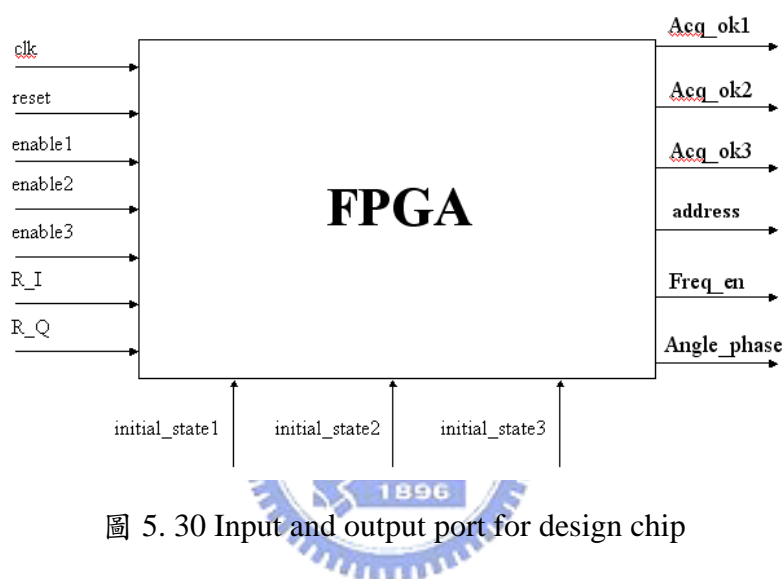 clk
reset
enable1
enable2
enable3
R_I
R_Q
FPGA
Acq_ok1
Acq_ok2
Acq_ok3
address
Freq_en
Angle_phase
initial_state1
initial_state2
initial_state3
1896
圖 5. 30 Input and output port for design chip